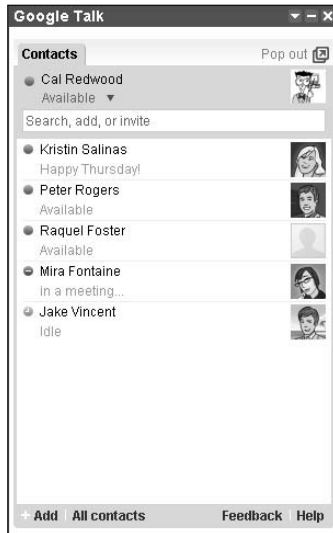 Google Talk
Contacts Pop out
Cal Redwood
Available
Search, add, or invite
Kristin Salinas
Happy Thursday!
Peter Rogers
Available
Raquel Foster
Available
Mira Fontaine
in a meeting...
Jake Vincent
Idle
+ Add All contacts Feedback Help